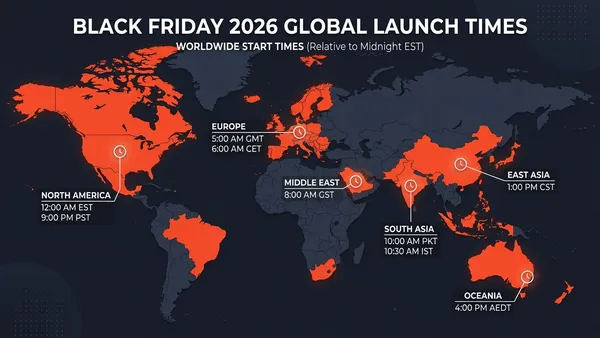 BLACK FRIDAY 2026 GLOBAL LAUNCH TIMES
WORLDWIDE START TIMES (Relative to Midnight EST)
EUROPE
5:00 AM GMT
6:00 AM CET
NORTH AMERICA
12:00 AM EST
9:00 PM PST
MIDDLE EAST
8:00 AM GST
EAST ASIA
1:00 PM CST
SOUTH ASIA
10:00 AM PKT
10:30 AM IST
OCEANIA
4:00 PM AEDT